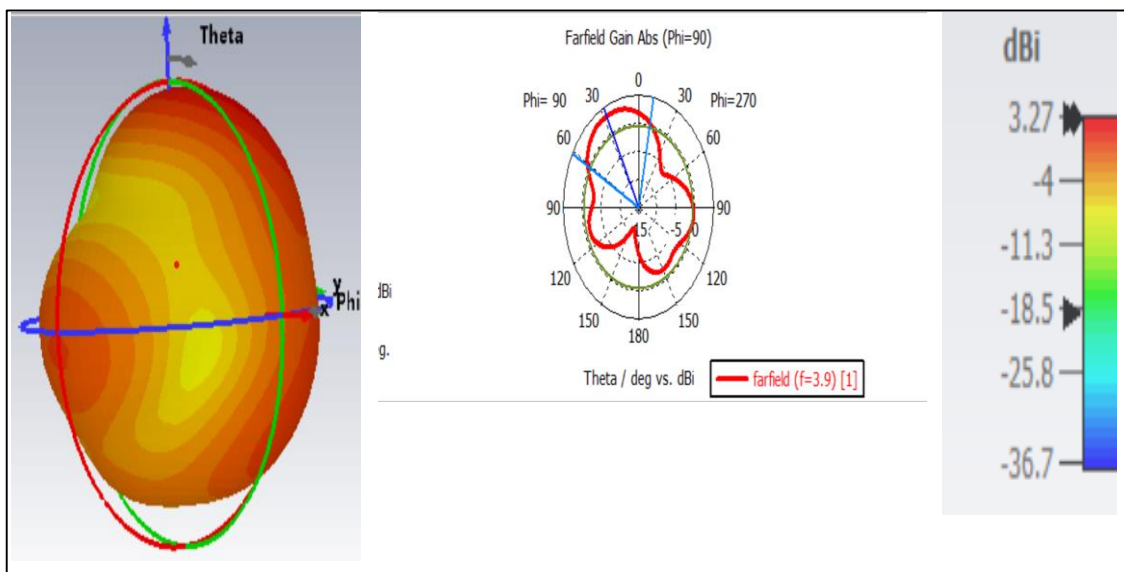 Theta
y
Phi
x
dBi
g.
Farfield Gain Abs (Phi=90)
0
Phi= 90 30 30 Phi=270
60 60
90 -15 -5 0 90
120 120
150 150
180
Theta / deg vs. dBi
farfield (f=3.9) [1]
dBi
3.27
-4
-11.3
-18.5
-25.8
-36.7